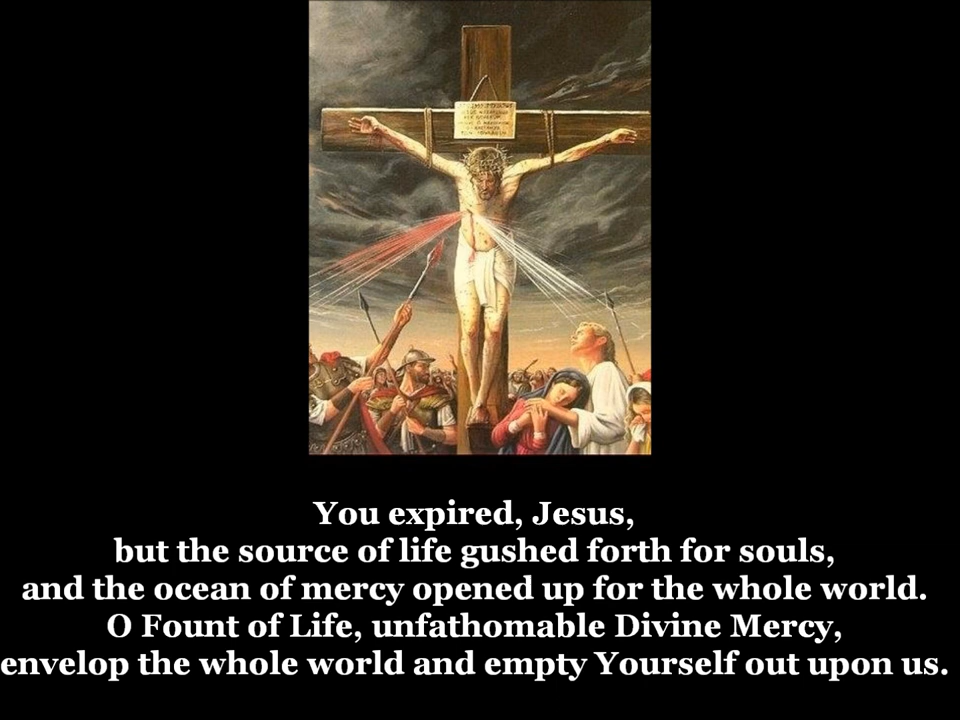 You expired, Jesus,
but the source of life gushed forth for souls,
and the ocean of mercy opened up for the whole world.
O Fount of Life, unfathomable Divine Mercy,
envelop the whole world and empty Yourself out upon us.